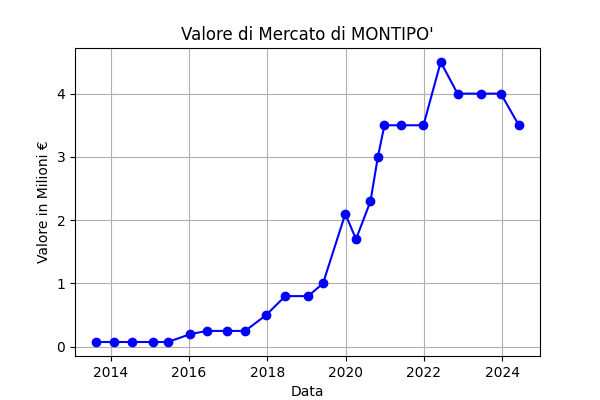 Valore di Mercato di MONTIPO'
Valore in Milioni €
4
3
2
1
0
2014 2016 2018 2020 2022 2024
Data